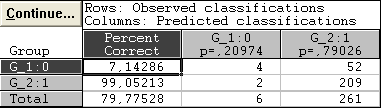 Continue...
Rows: Observed classifications
Columns: Predicted classifications
Group Percent Correct G_1:0 p=,20974 G_2:1 p=,79026
G_1:0 7,14286 4 52
G_2:1 99,05213 2 209
Total 79,77528 6 261